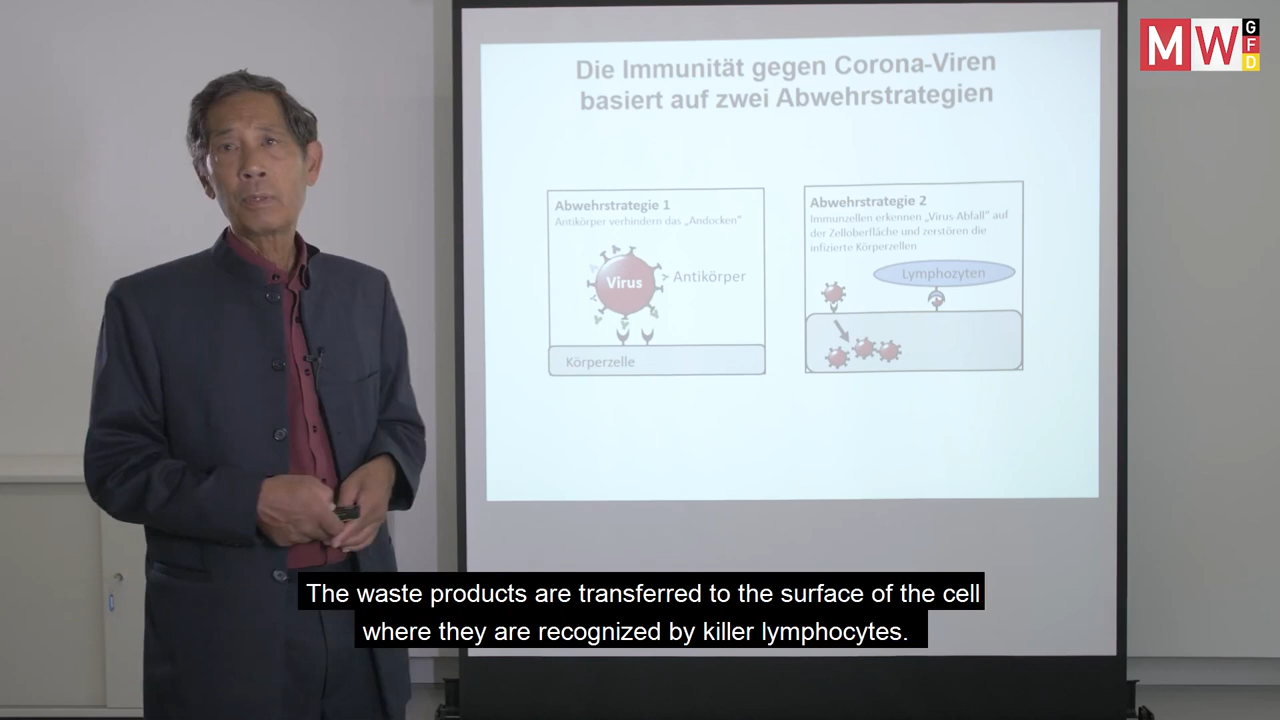 MW
G
F
D
Die Immunität gegen Corona-Viren
basiert auf zwei Abwehrstrategien
Abwehrstrategie 1
Antikörper verhindern das „Andocken“
Virus
Antikörper
Körperzelle
Abwehrstrategie 2
Immunzellen erkennen „Virus-Abfall“ auf
der Zelloberfläche und zerstören die
infizierte Körperzellen
Lymphozyten
The waste products are transferred to the surface of the cell
where they are recognized by killer lymphocytes.